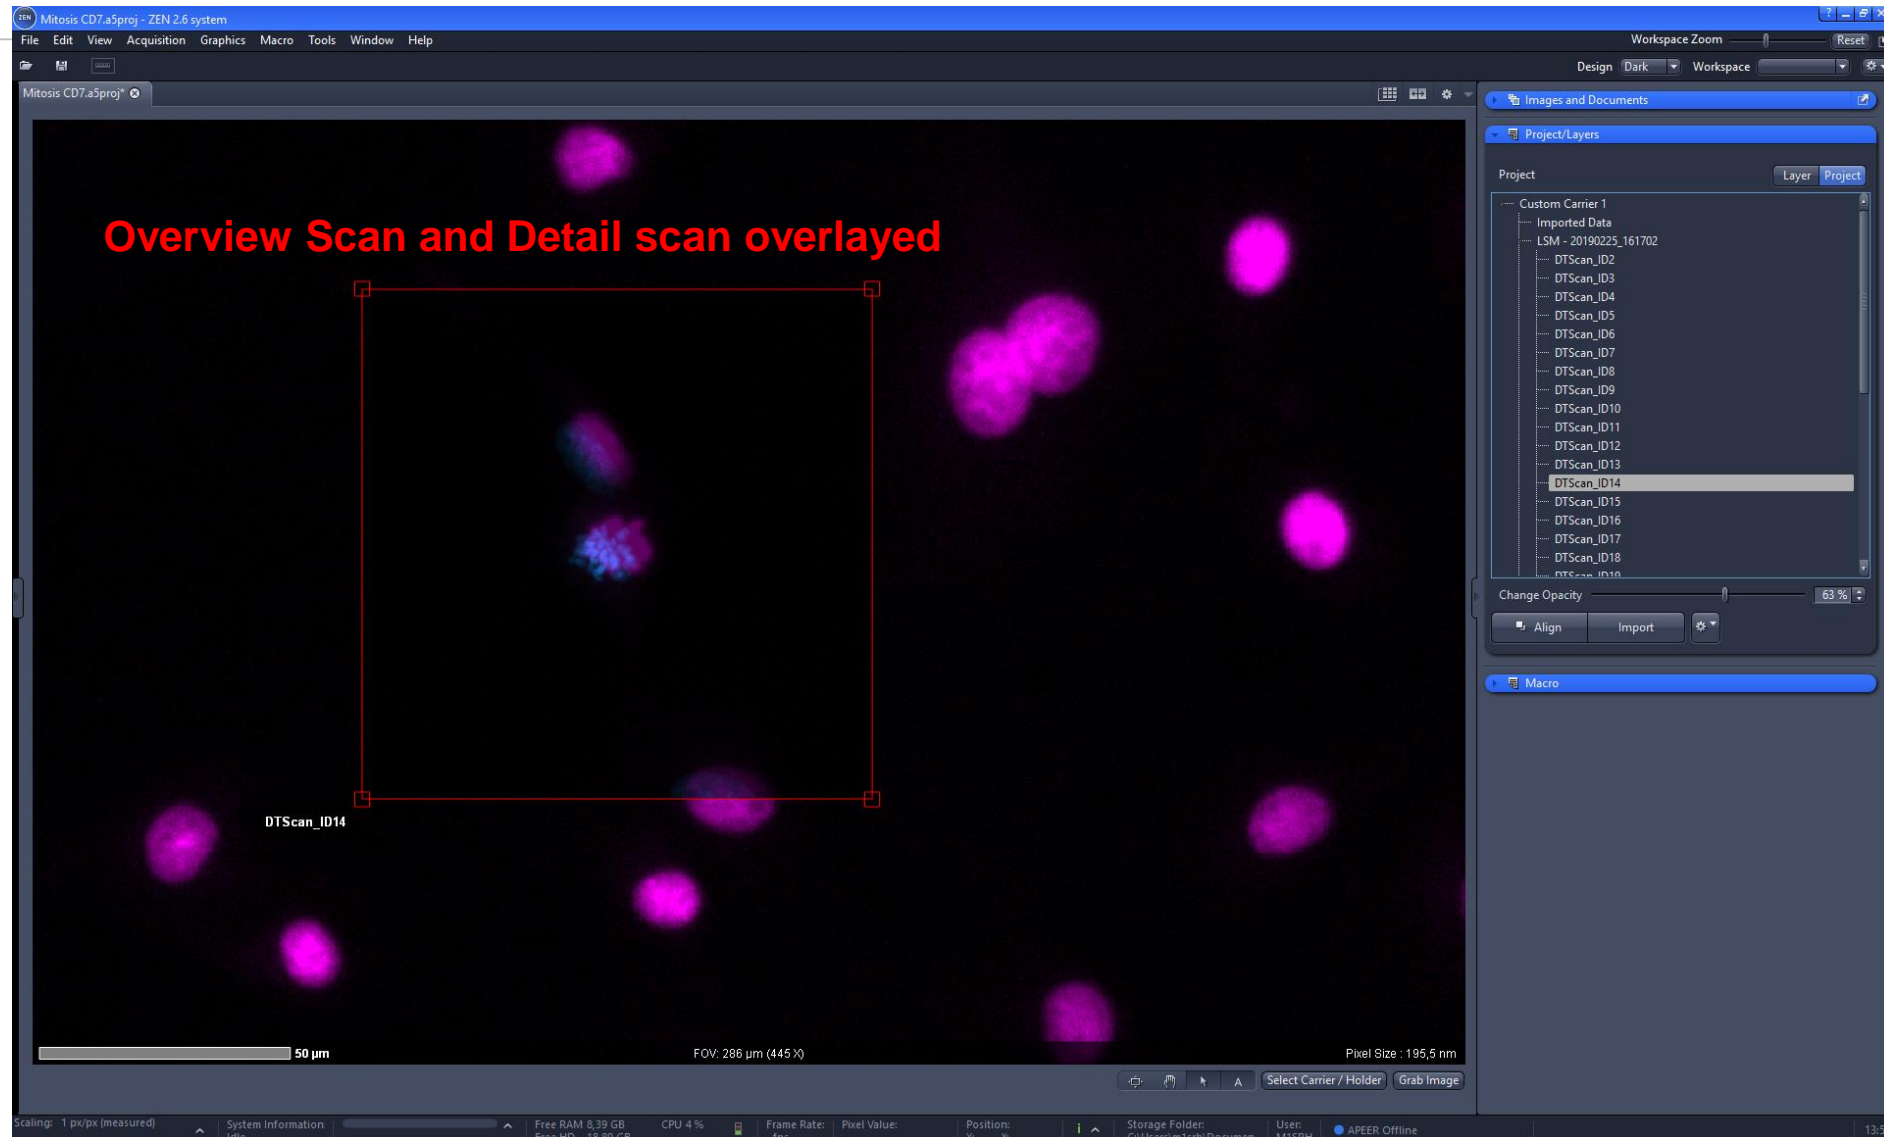 ZEN Mitosis CD7.a5proj - ZEN 2.6 system
File Edit View Acquisition Graphics Macro Tools Window Help
Workspace Zoom Reset
Design Dark Workspace
Mitosis CD7.a5proj*
Images and Documents
Project/Layers
Project Layer Project
Custom Carrier 1
Imported Data
LSM - 20190225_161702
DTScan_ID2
DTScan_ID3
DTScan_ID4
DTScan_ID5
DTScan_ID6
DTScan_ID7
DTScan_ID8
DTScan_ID9
DTScan_ID10
DTScan_ID11
DTScan_ID12
DTScan_ID13
DTScan_ID14
DTScan_ID15
DTScan_ID16
DTScan_ID17
DTScan_ID18
DTScan_ID19
Change Opacity 63 %
Align Import
Macro
Overview Scan and Detail scan overlayed
DTScan_ID14
50 µm
FOV: 286 µm (445 X)
Pixel Size : 195,5 nm
A Select Carrier / Holder Grab Image
Scaling: 1 px/px (measured)
System Information:
Idle
Free RAM 8,39 GB CPU 4 %
Frame Rate: Pixel Value: Position:
Storage Folder: User:
APEER Offline